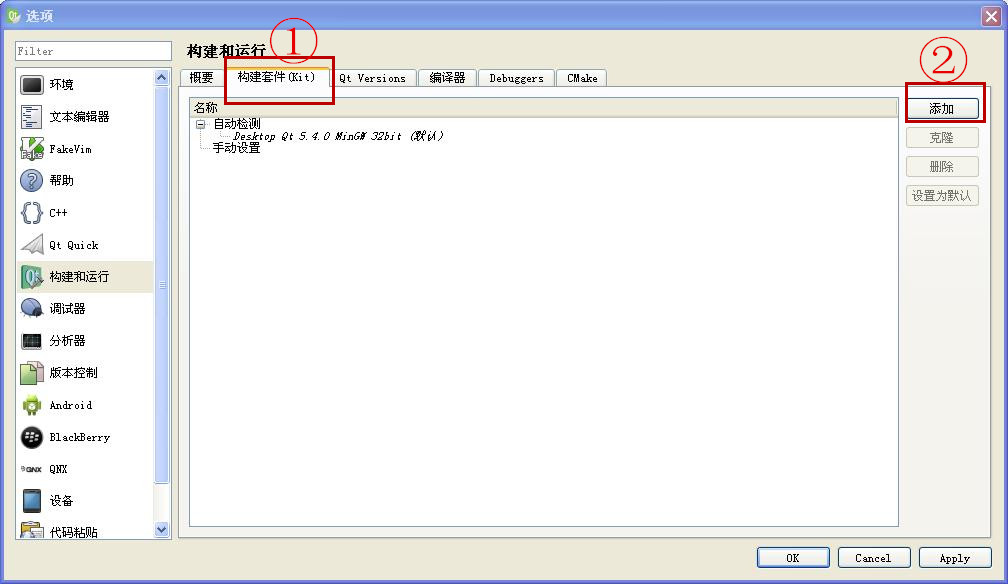 选项
Filter
环境
文本编辑器
FakeVim
帮助
C++
Qt Quick
构建和运行
调试器
分析器
版本控制
Android
BlackBerry
QNX
设备
代码粘贴
构建和运行
①
概要 构建套件(Kit) Qt Versions 编译器 Debuggers CMake
名称
自动检测
Desktop Qt 5.4.0 MinGW 32bit (默认)
手动设置
②
添加
克隆
删除
设置为默认
OK Cancel Apply